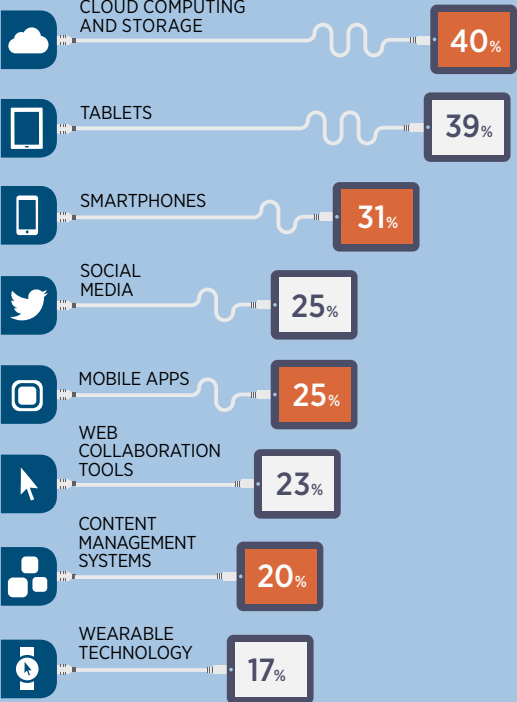 CLOUD COMPUTING
AND STORAGE
40%
TABLETS
39%
SMARTPHONES
31%
SOCIAL
MEDIA
25%
MOBILE APPS
25%
WEB
COLLABORATION
TOOLS
23%
CONTENT
MANAGEMENT
SYSTEMS
20%
WEARABLE
TECHNOLOGY
17%